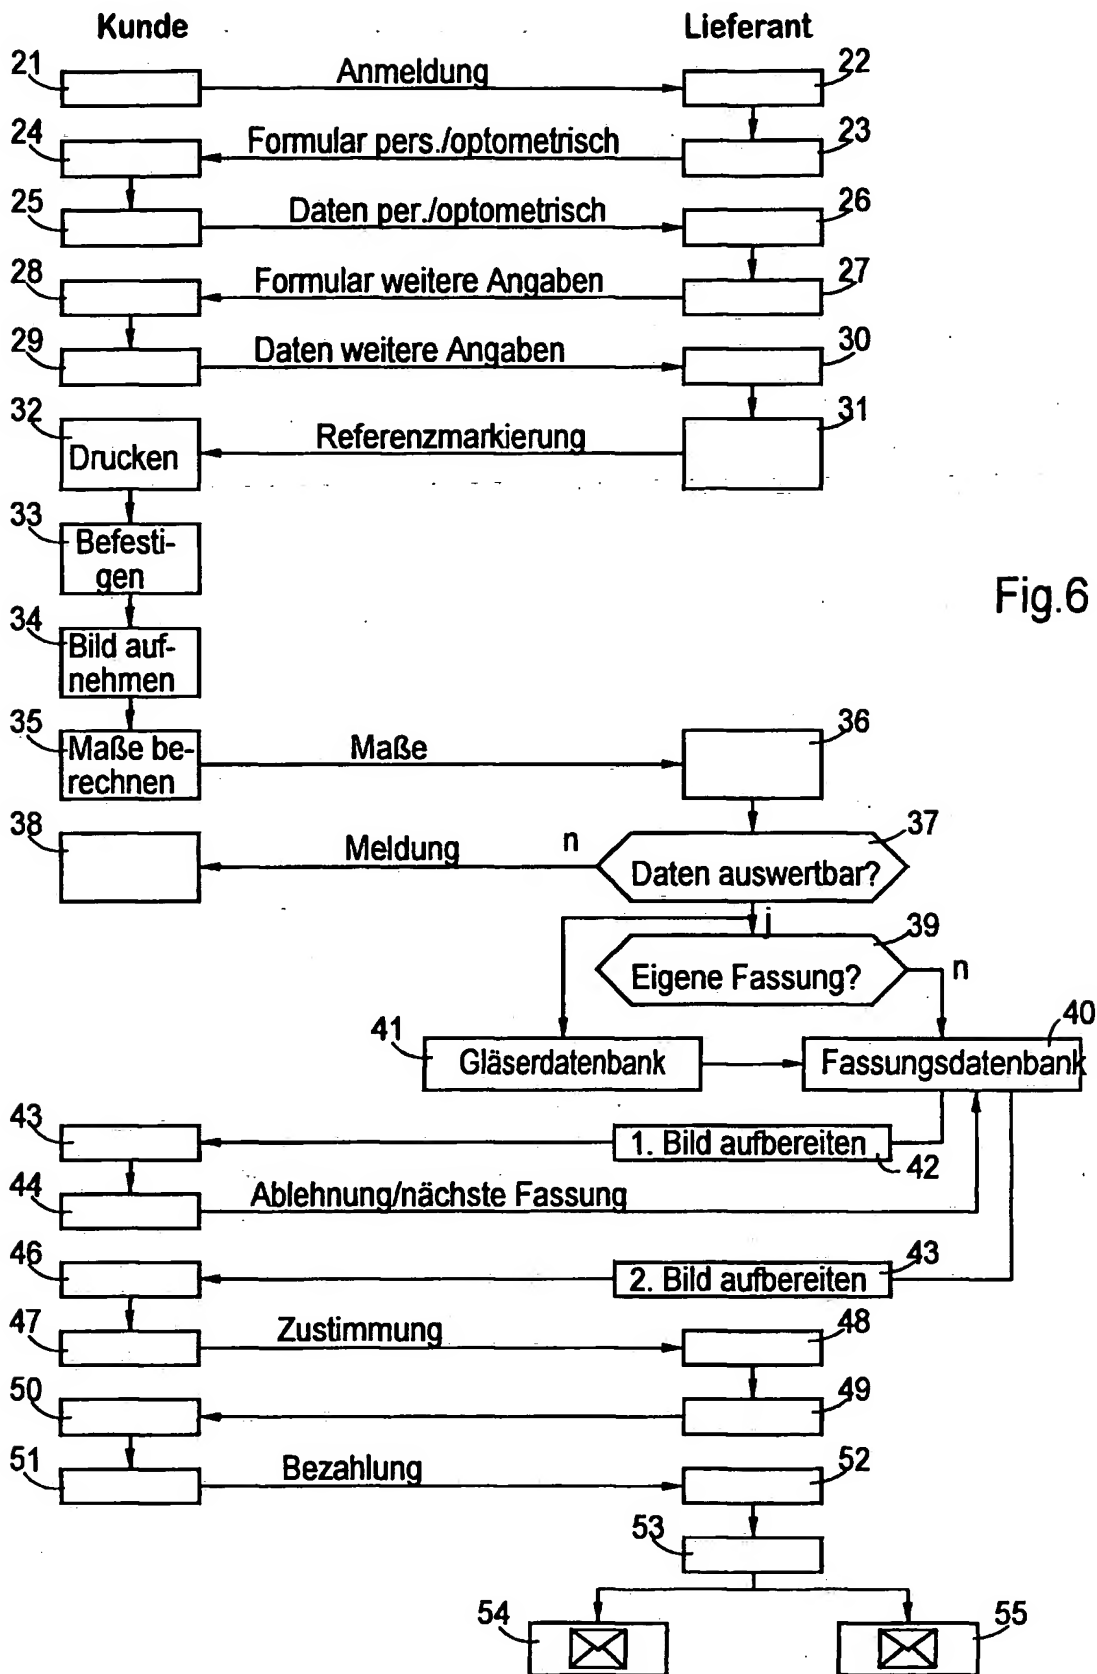 Kunde
Lieferant
21
Anmeldung
22
24
Formular pers./optometrisch
23
25
Daten per./optometrisch
26
28
Formular weitere Angaben
27
29
Daten weitere Angaben
30
32
Drucken
Referenzmarkierung
31
33
Befesti-
gen
Fig.6
34
Bild auf-
nehmen
35
Maße be-
rechnen
Maße
36
38
Meldung
n
37
Daten auswertbar?
j
39
Eigene Fassung?
n
41
Gläserdatenbank
40
Fassungsdatenbank
43
1. Bild aufbereiten
42
44
Ablehnung/nächste Fassung
46
2. Bild aufbereiten
43
47
Zustimmung
48
50
49
51
Bezahlung
52
53
54
55